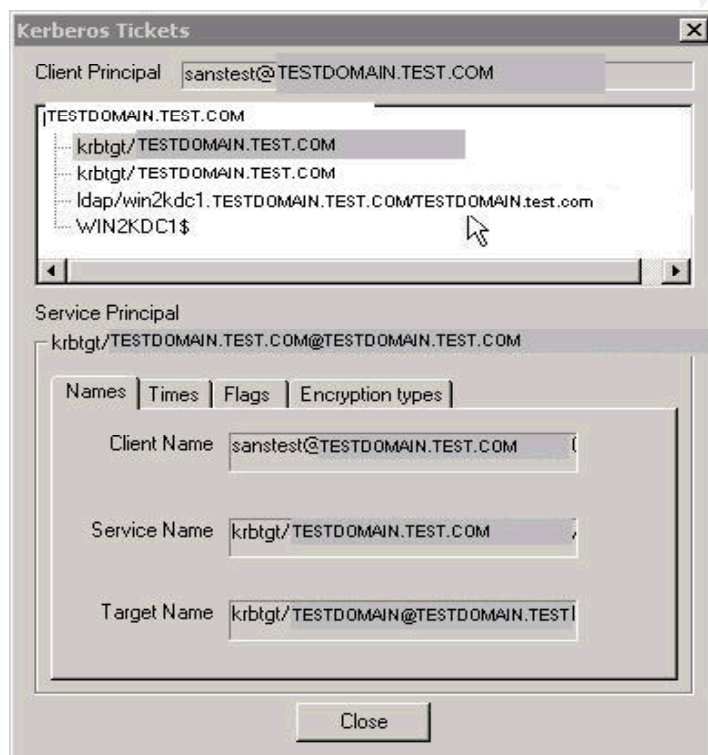 Kerberos Tickets
Client Principal sanstest@TESTDOMAIN.TEST.COM
TESTDOMAIN.TEST.COM
krbtgt/TESTDOMAIN.TEST.COM
krbtgt/TESTDOMAIN.TEST.COM
ldap/win2kdc1.TESTDOMAIN.TEST.COM/TESTDOMAIN.test.com
WIN2KDC1$
Service Principal
krbtgt/TESTDOMAIN.TEST.COM@TESTDOMAIN.TEST.COM
Names Times Flags Encryption types
Client Name sanstest@TESTDOMAIN.TEST.COM
Service Name krbtgt/TESTDOMAIN.TEST.COM
Target Name krbtgt/TESTDOMAIN@TESTDOMAIN.TEST
Close